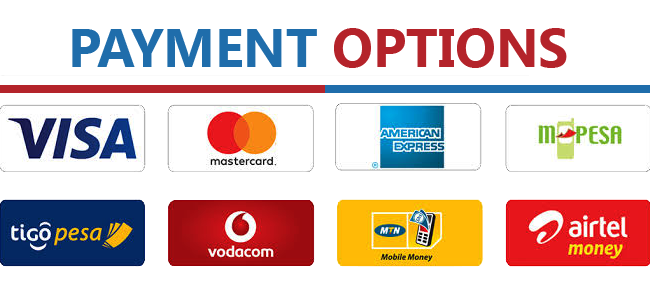 PAYMENT OPTIONS
VISA
mastercard.
AMERICAN
EXPRESS
®
M PESA
tigo pesa
vodacom
MTN
Mobile Money
airtel
money